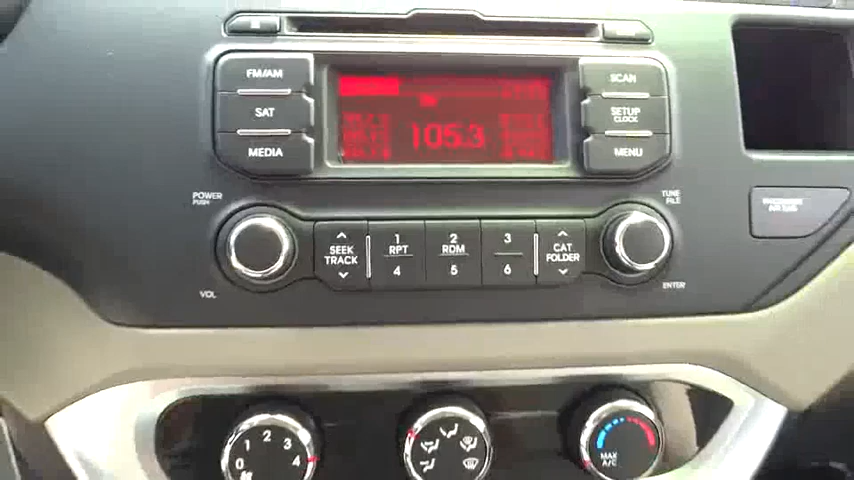 FM/AM
SAT
MEDIA
105.3
SCAN
SETUP
CLOCK
MENU
POWER
PUSH
VOL
SEEK
TRACK
1
RPT
4
2
RDM
5
3
6
CAT
FOLDER
TUNE
FILE
ENTER
0 1 2 3 4
MAX
A/C